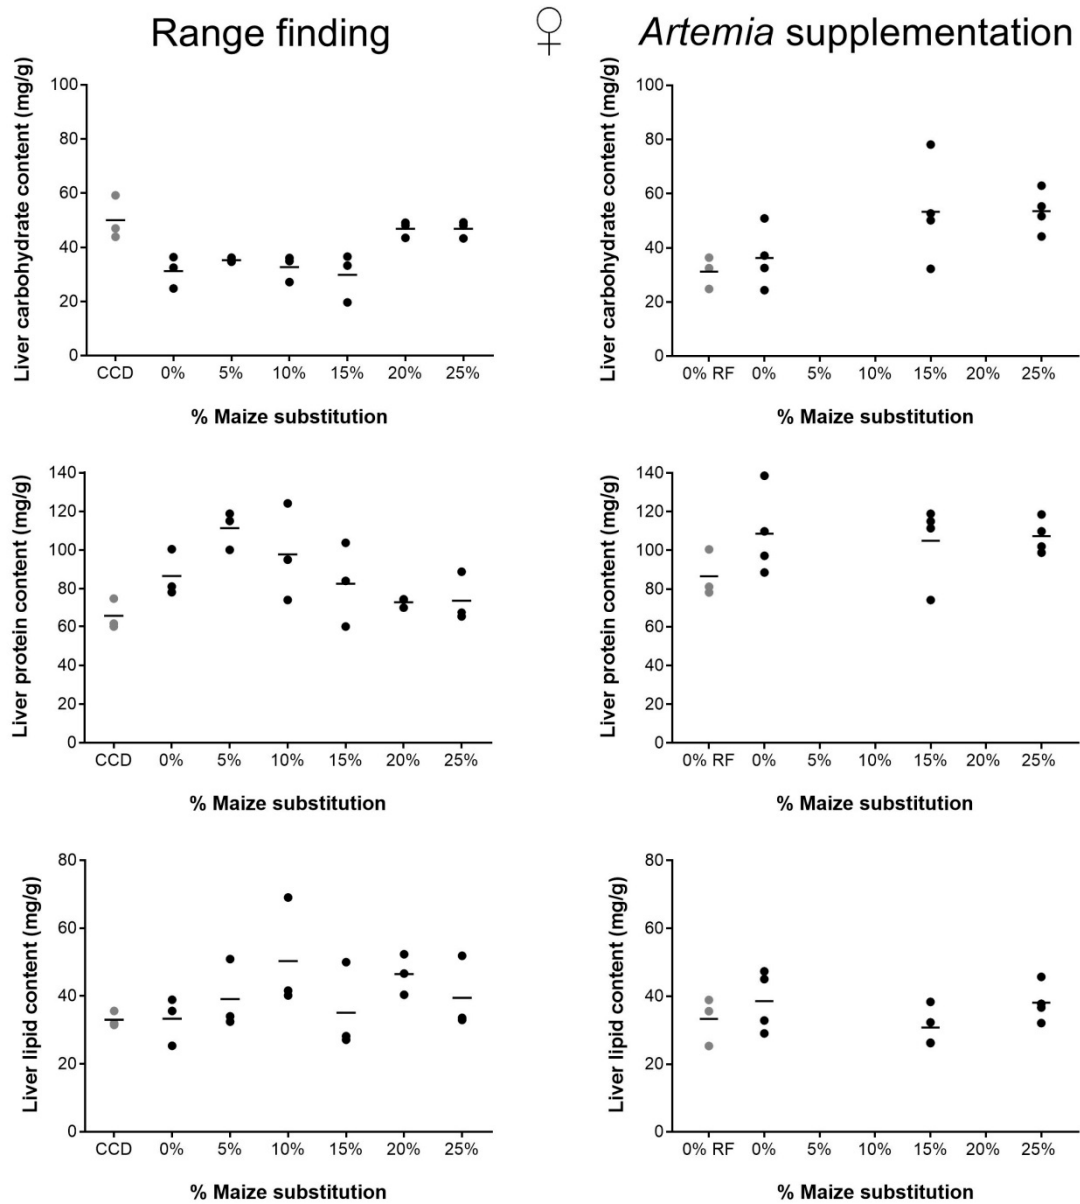 Range finding
♀
Artemia supplementation
Liver carbohydrate content (mg/g)
100
80
60
40
20
0
CCD 0% 5% 10% 15% 20% 25%
% Maize substitution
Liver carbohydrate content (mg/g)
100
80
60
40
20
0
0% RF 0% 5% 10% 15% 20% 25%
% Maize substitution
Liver protein content (mg/g)
140
120
100
80
60
40
20
0
CCD 0% 5% 10% 15% 20% 25%
% Maize substitution
Liver protein content (mg/g)
140
120
100
80
60
40
20
0
0% RF 0% 5% 10% 15% 20% 25%
% Maize substitution
Liver lipid content (mg/g)
80
60
40
20
0
CCD 0% 5% 10% 15% 20% 25%
% Maize substitution
Liver lipid content (mg/g)
80
60
40
20
0
0% RF 0% 5% 10% 15% 20% 25%
% Maize substitution